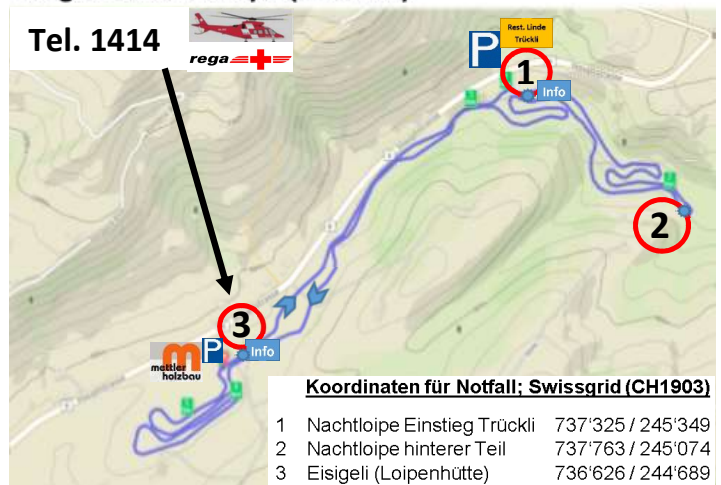 Tel. 1414
rega
Rest. Linde
Trückli
P
1
Info
2
3
P
Info
mettler
holzbau
Koordinaten für Notfall; Swissgrid (CH1903)
1 Nachtloipe Einstieg Trückli 737'325 / 245'349
2 Nachtloipe hinterer Teil 737'763 / 245'074
3 Eisigeli (Loipenhütte) 736'626 / 244'689